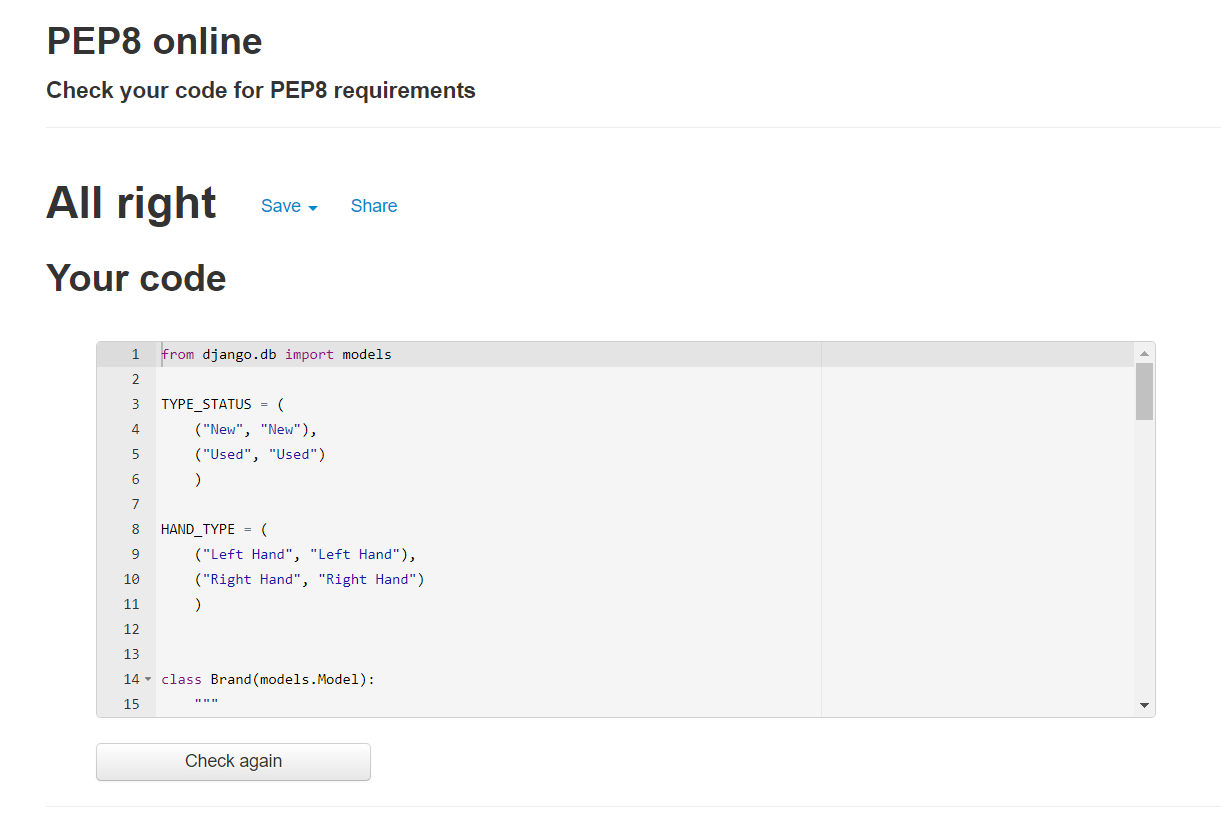 PEP8 online
Check your code for PEP8 requirements
All right Save Share
Your code
1 from django.db import models
2
3 TYPE_STATUS = (
4     ("New", "New"),
5     ("Used", "Used")
6     )
7
8 HAND_TYPE = (
9     ("Left Hand", "Left Hand"),
10     ("Right Hand", "Right Hand")
11     )
12
13
14 class Brand(models.Model):
15     """
Check again